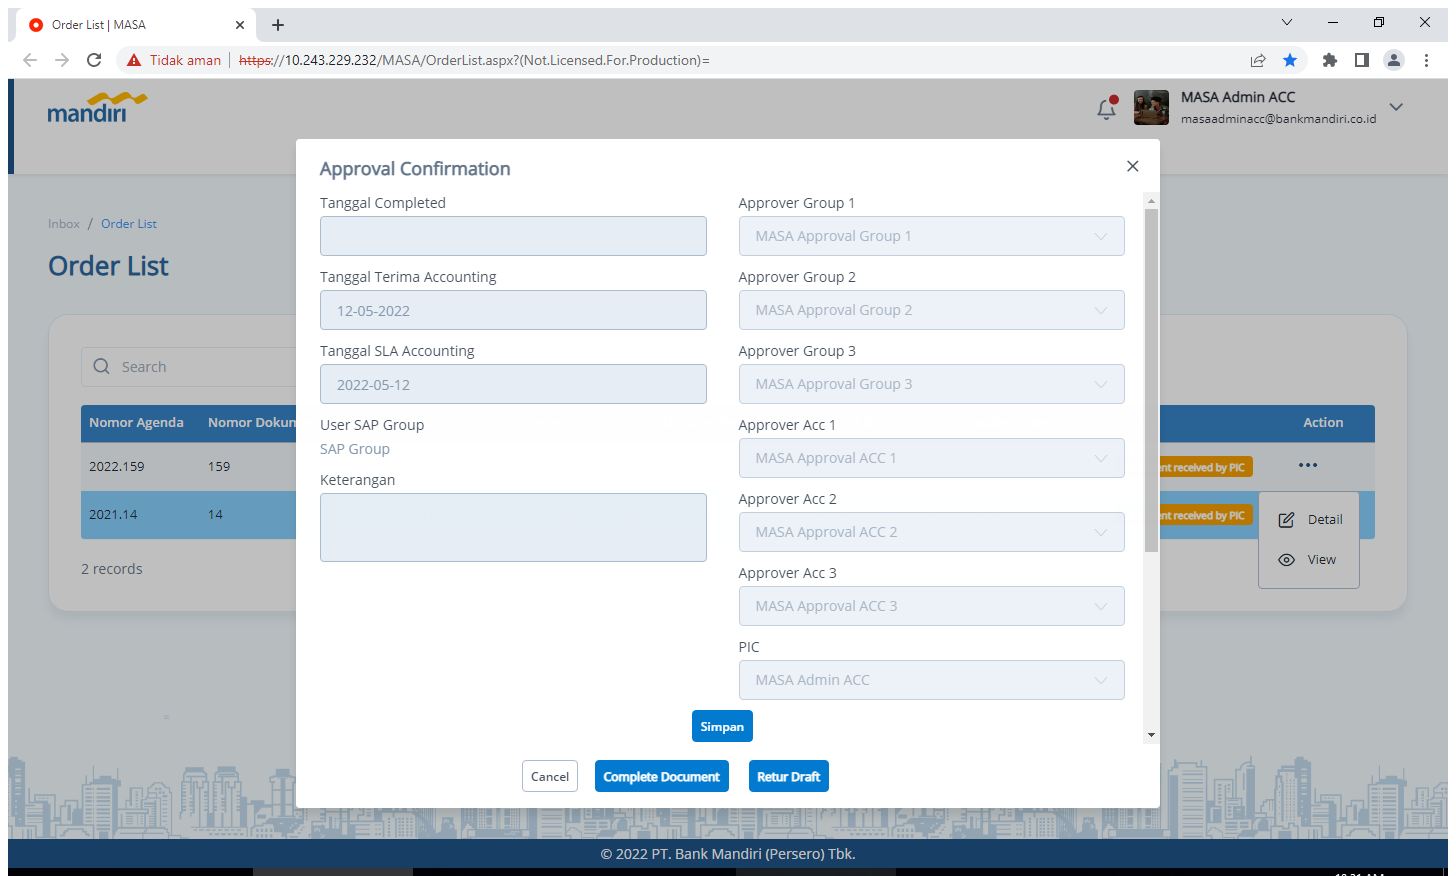 Order List | MASA
Tidak aman https://10.243.229.232/MASA/OrderList.aspx?(Not.Licensed.For.Production)=
mandiri
MASA Admin ACC
masaadminacc@bankmandiri.co.id
Inbox / Order List
Order List
Search
Nomor Agenda Nomor Dokun Action
2022.159 159 nt received by PIC
2021.14 14 nt received by PIC
Detail
View
2 records
Approval Confirmation
Tanggal Completed
Tanggal Terima Accounting
12-05-2022
Tanggal SLA Accounting
2022-05-12
User SAP Group
SAP Group
Keterangan
Approver Group 1
MASA Approval Group 1
Approver Group 2
MASA Approval Group 2
Approver Group 3
MASA Approval Group 3
Approver Acc 1
MASA Approval ACC 1
Approver Acc 2
MASA Approval ACC 2
Approver Acc 3
MASA Approval ACC 3
PIC
MASA Admin ACC
Simpan
Cancel Complete Document Retur Draft
© 2022 PT. Bank Mandiri (Persero) Tbk.